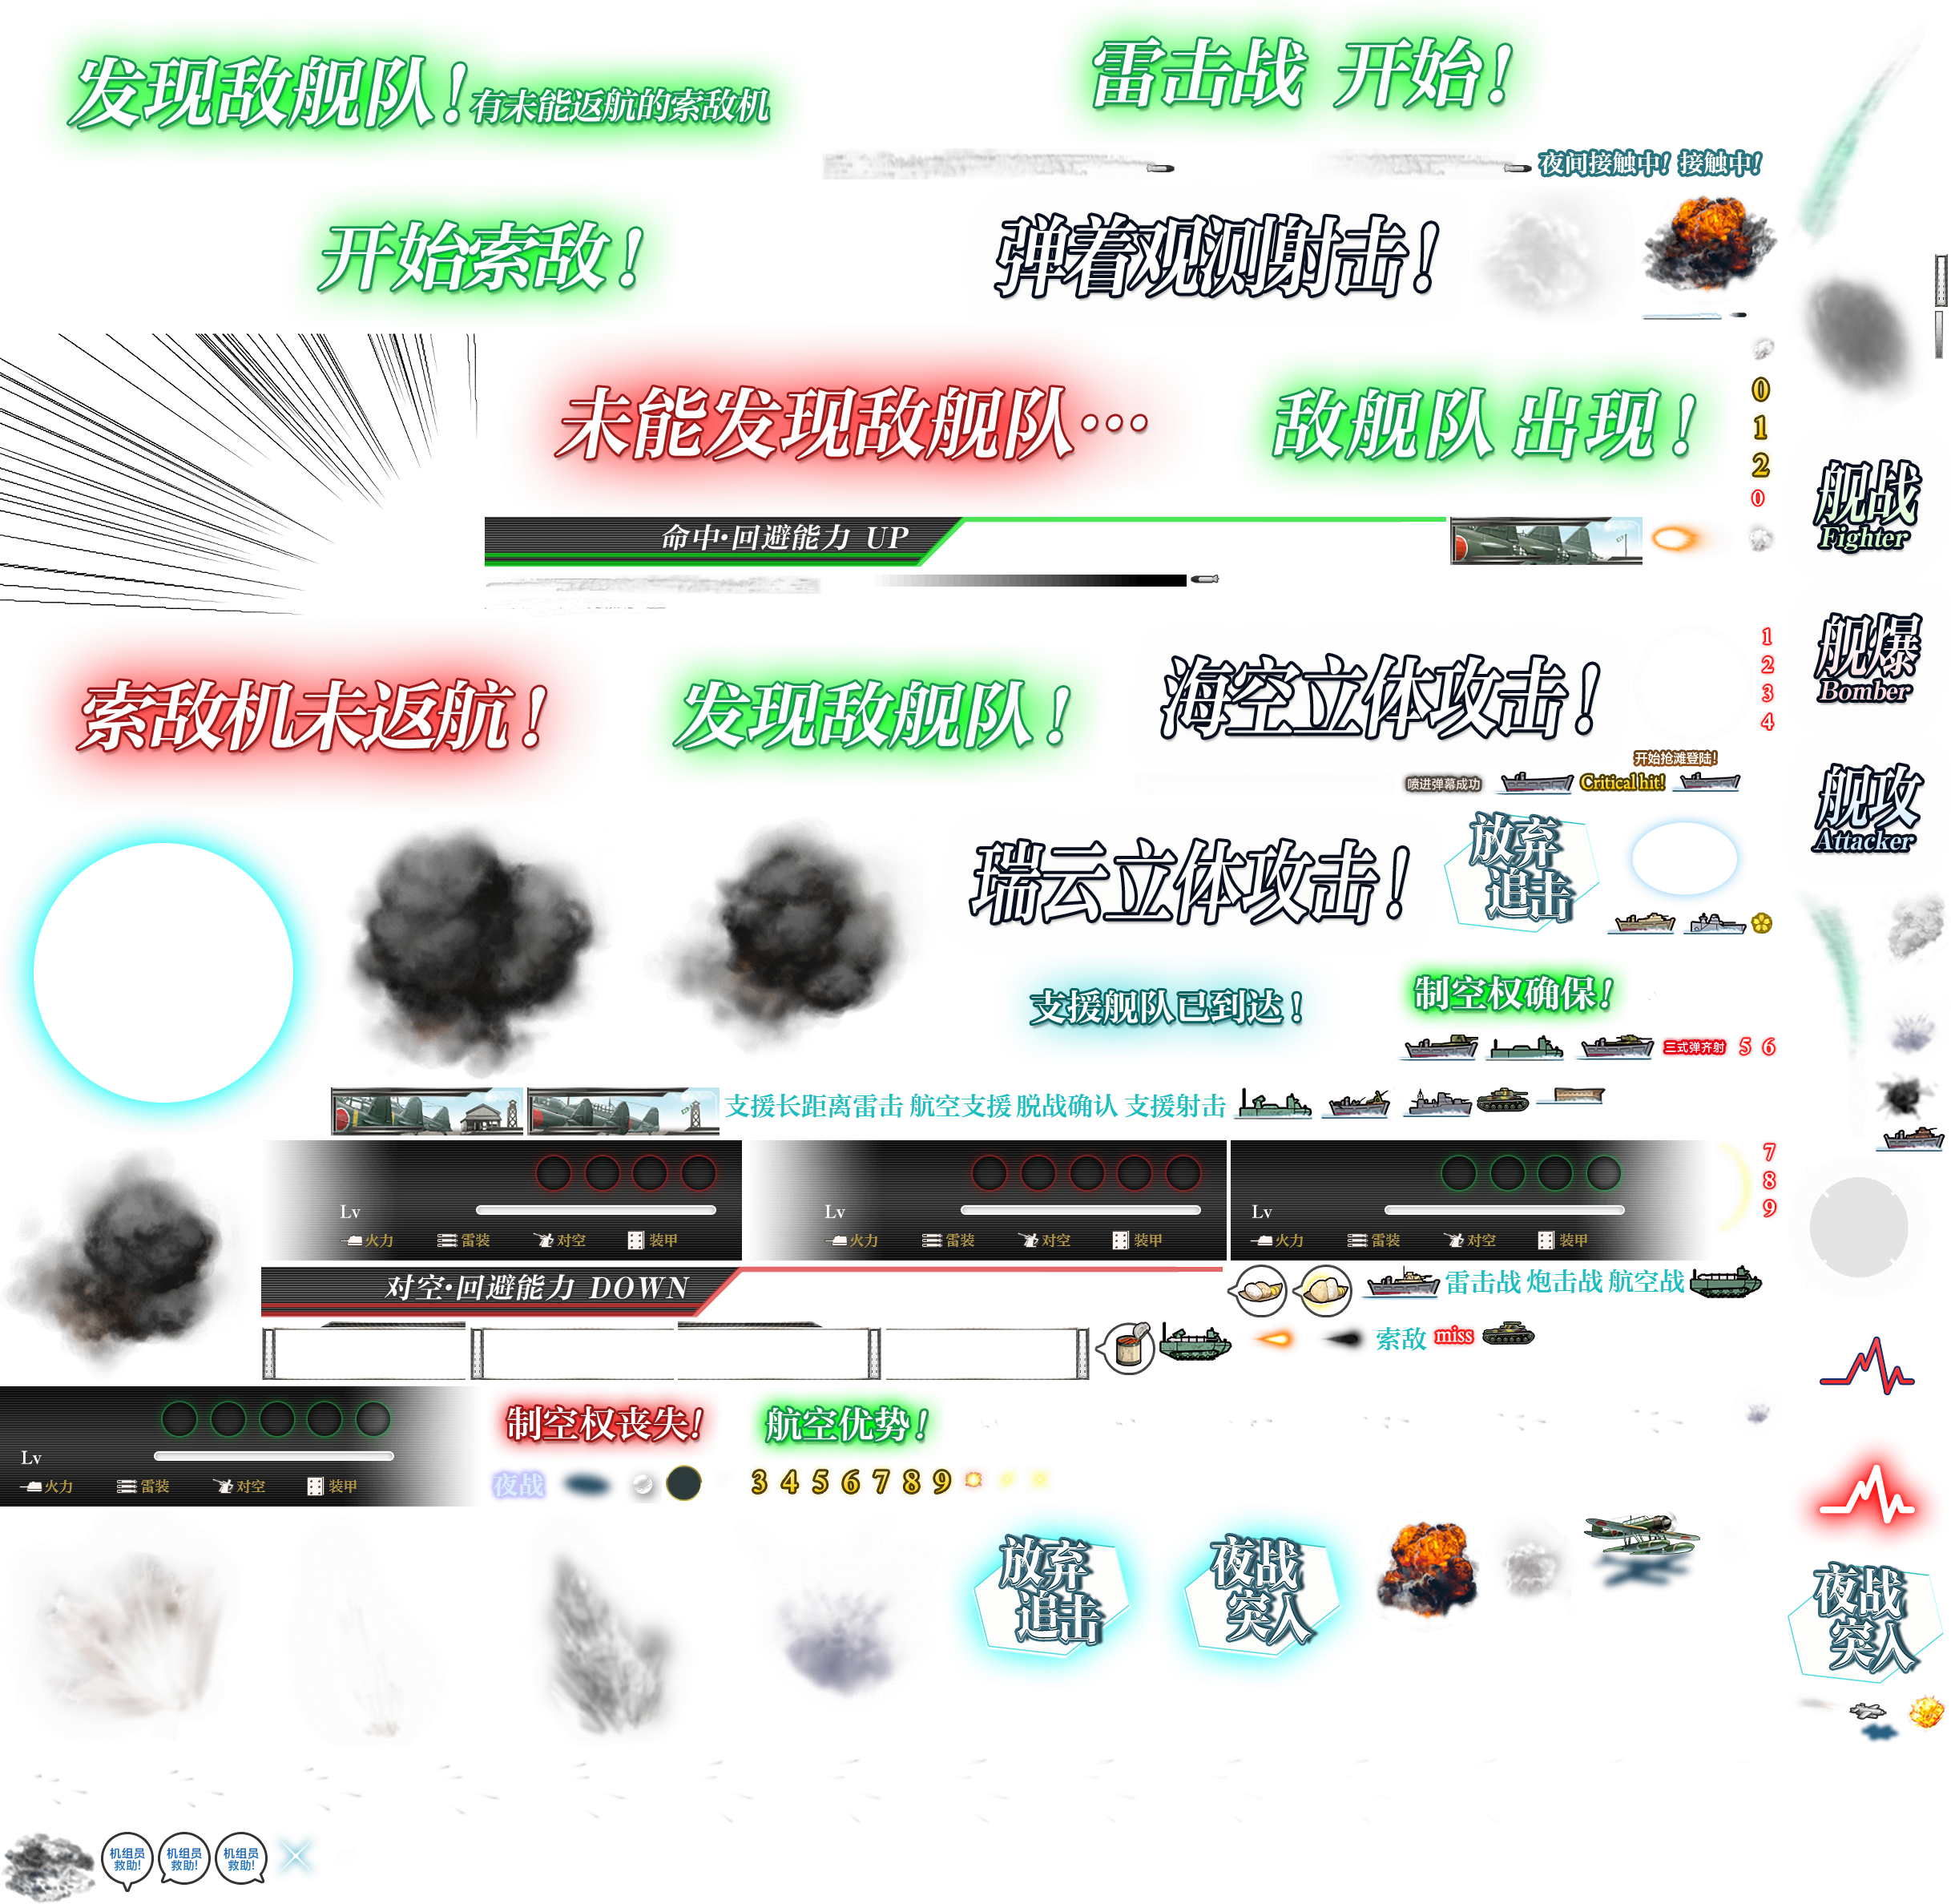 发现敌舰队!有未能返航的索敌机
雷击战 开始!
夜间接触中! 接触中!
开始索敌!
弹着观测射击!
未能发现敌舰队…
敌舰队 出现!
0
1
2
0
命中·回避能力 UP
舰战
Fighter
索敌机未返航!
发现敌舰队!
海空立体攻击!
1
2
3
4
舰爆
Bomber
开始抢滩登陆!
喷进弹幕成功
Critical hit!
舰攻
Attacker
瑞云立体攻击!
放弃
追击
支援舰队已到达!
制空权确保!
三式弹齐射
5 6
支援长距离雷击 航空支援 脱战确认 支援射击
Lv
火力 雷装 对空 装甲
Lv
火力 雷装 对空 装甲
Lv
火力 雷装 对空 装甲
7
8
9
对空·回避能力 DOWN
雷击战 炮击战 航空战
索敌 miss
Lv
火力 雷装 对空 装甲
制空权丧失!
航空优势!
夜战
3 4 5 6 7 8 9
放弃
追击
夜战
突入
夜战
突入
机组员
救助!
机组员
救助!
机组员
救助!